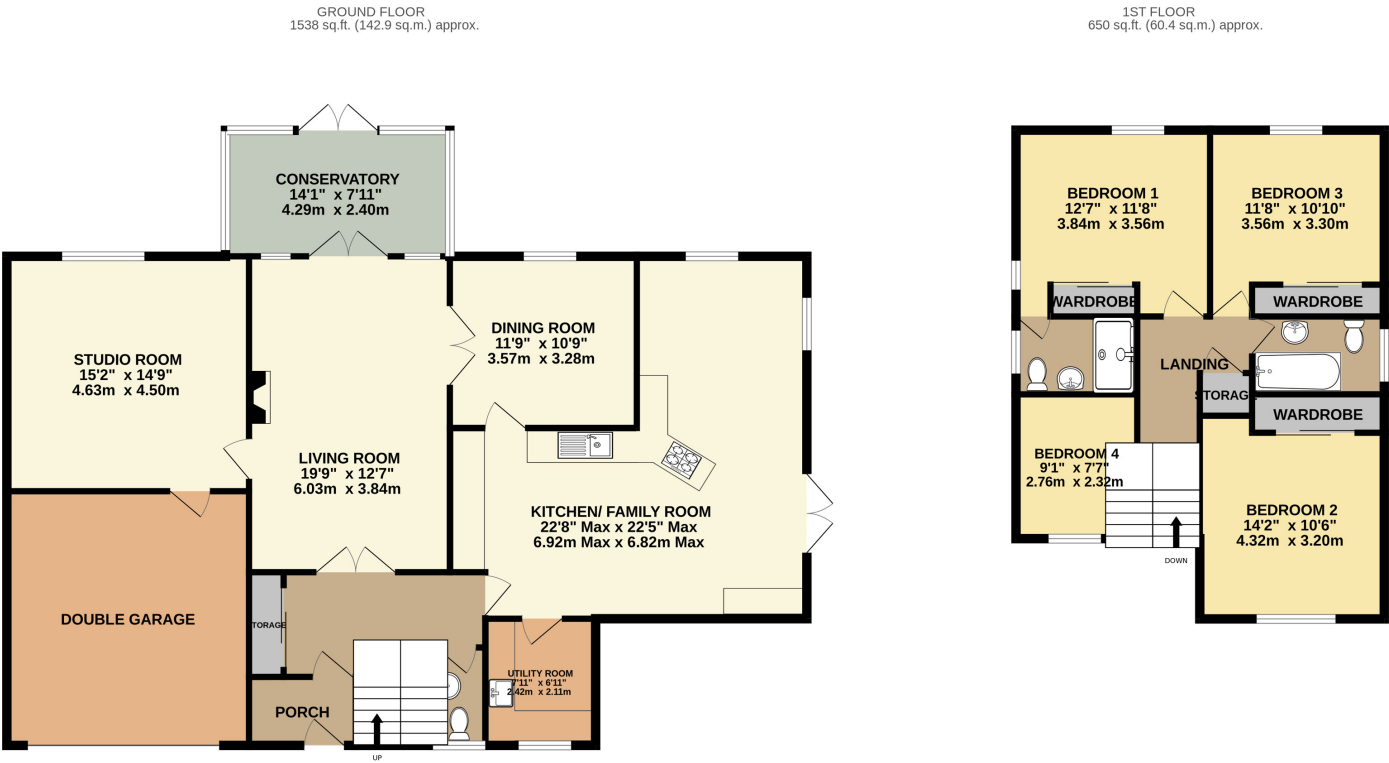 GROUND FLOOR
1538 sq.ft. (142.9 sq.m.) approx.
1ST FLOOR
650 sq.ft. (60.4 sq.m.) approx.
CONSERVATORY
14'1" x 7'11"
4.29m x 2.40m
STUDIO ROOM
15'2" x 14'9"
4.63m x 4.50m
DINING ROOM
11'9" x 10'9"
3.57m x 3.28m
LIVING ROOM
19'9" x 12'7"
6.03m x 3.84m
KITCHEN/ FAMILY ROOM
22'8" Max x 22'5" Max
6.92m Max x 6.82m Max
DOUBLE GARAGE
TORAGE
UTILITY ROOM
7'11" x 6'11"
2.42m x 2.11m
PORCH
UP
BEDROOM 1
12'7" x 11'8"
3.84m x 3.56m
BEDROOM 3
11'8" x 10'10"
3.56m x 3.30m
WARDROBE
WARDROBE
LANDING
STORAG
WARDROBE
BEDROOM 4
9'1" x 7'7"
2.76m x 2.32m
BEDROOM 2
14'2" x 10'6"
4.32m x 3.20m
DOWN